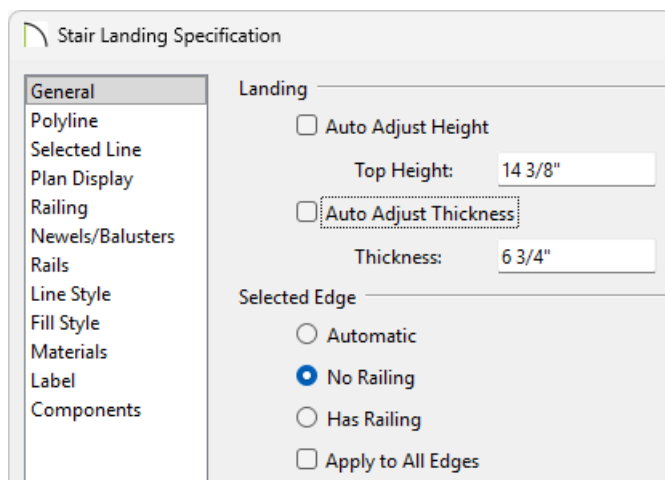 Stair Landing Specification
General
Polyline
Selected Line
Plan Display
Railing
Newels/Balusters
Rails
Line Style
Fill Style
Materials
Label
Components
Landing
Auto Adjust Height
Top Height: 14 3/8"
Auto Adjust Thickness
Thickness: 6 3/4"
Selected Edge
Automatic
No Railing
Has Railing
Apply to All Edges